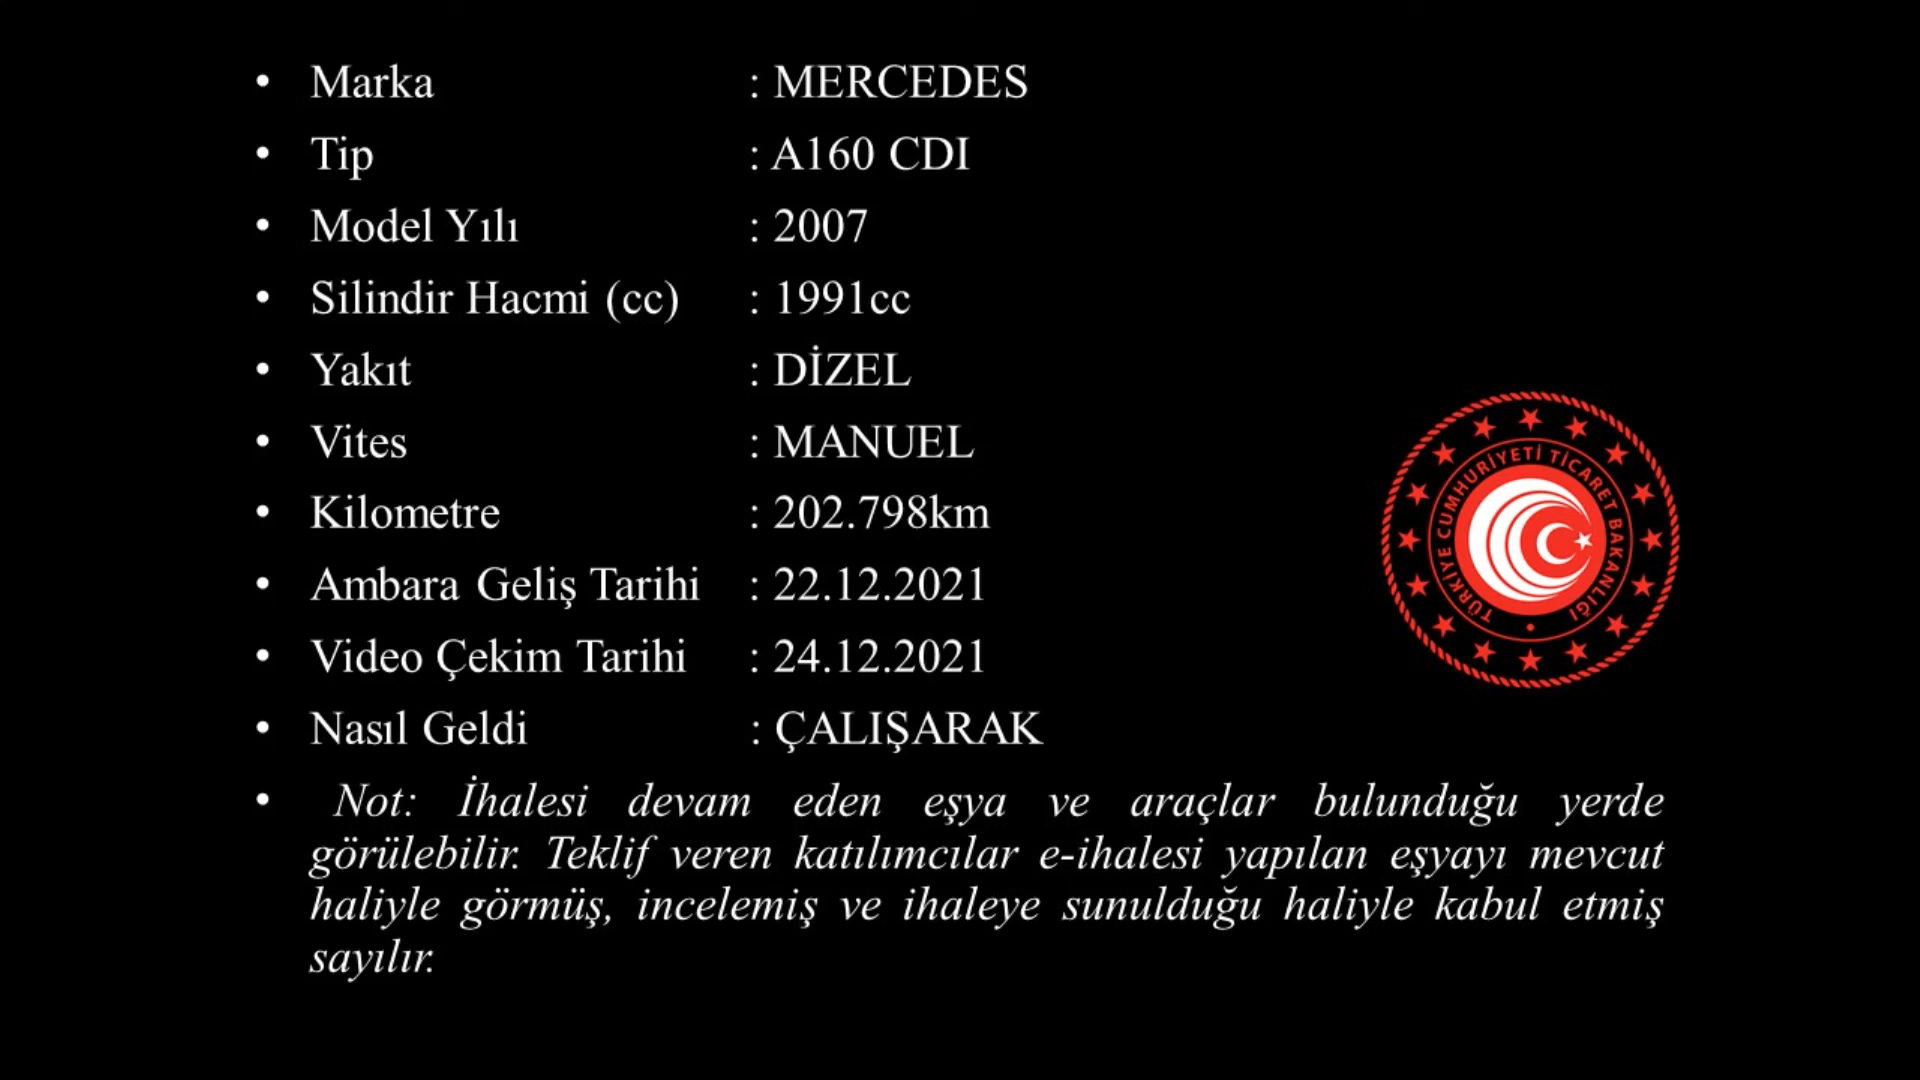 • Marka : MERCEDES
• Tip : A160 CDI
• Model Yılı : 2007
• Silindir Hacmi (cc) : 1991cc
• Yakıt : DİZEL
• Vites : MANUEL
• Kilometre : 202.798km
• Ambara Geliş Tarihi : 22.12.2021
• Video Çekim Tarihi : 24.12.2021
• Nasıl Geldi : ÇALIŞARAK
• Not: İhalesi devam eden eşya ve araçlar bulunduğu yerde
görülebilir. Teklif veren katılımcılar e-ihalesi yapılan eşyayı mevcut
haliyle görmüş, incelemiş ve ihaleye sunulduğu haliyle kabul etmiş
sayılır.
TÜRKİYE CUMHURİYETİ TİCARET BAKANLIĞI